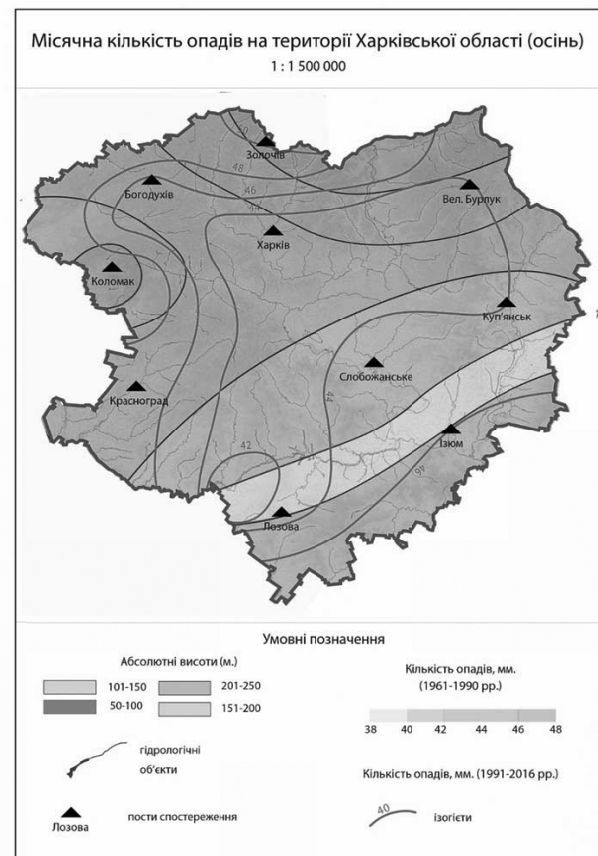 Місячна кількість опадів на території Харківської області (осінь)
1 : 1 500 000
50
Золочів
48
Богодухів
46
44
Вел. Бурлук
Харків
Коломак
Куп'янськ
Слобожанське
Красноград
44
42
Ізюм
46
Лозова
Умовні позначення
Абсолютні висоти (м.)
101-150
201-250
50-100
151-200
гідрологічні
об'єкти
Лозова
пости спостереження
Кількість опадів, мм.
(1961-1990 рр.)
38 40 42 44 46 48
Кількість опадів, мм. (1991-2016 рр.)
40
ізогієти